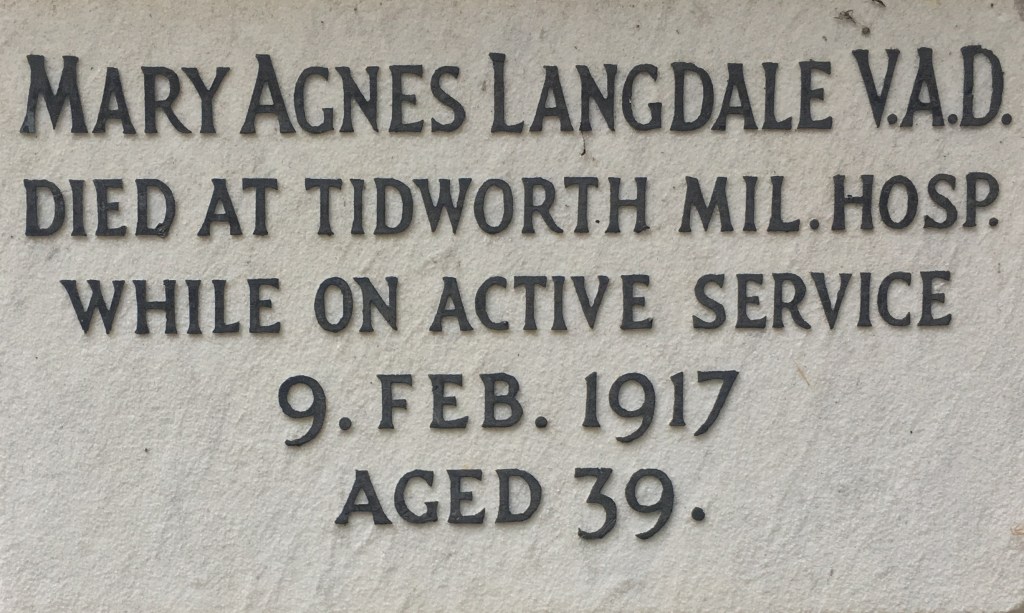 MARY AGNES LANGDALE V.A.D.
DIED AT TIDWORTH MIL. HOSP.
WHILE ON ACTIVE SERVICE
9. FEB. 1917
AGED 39.